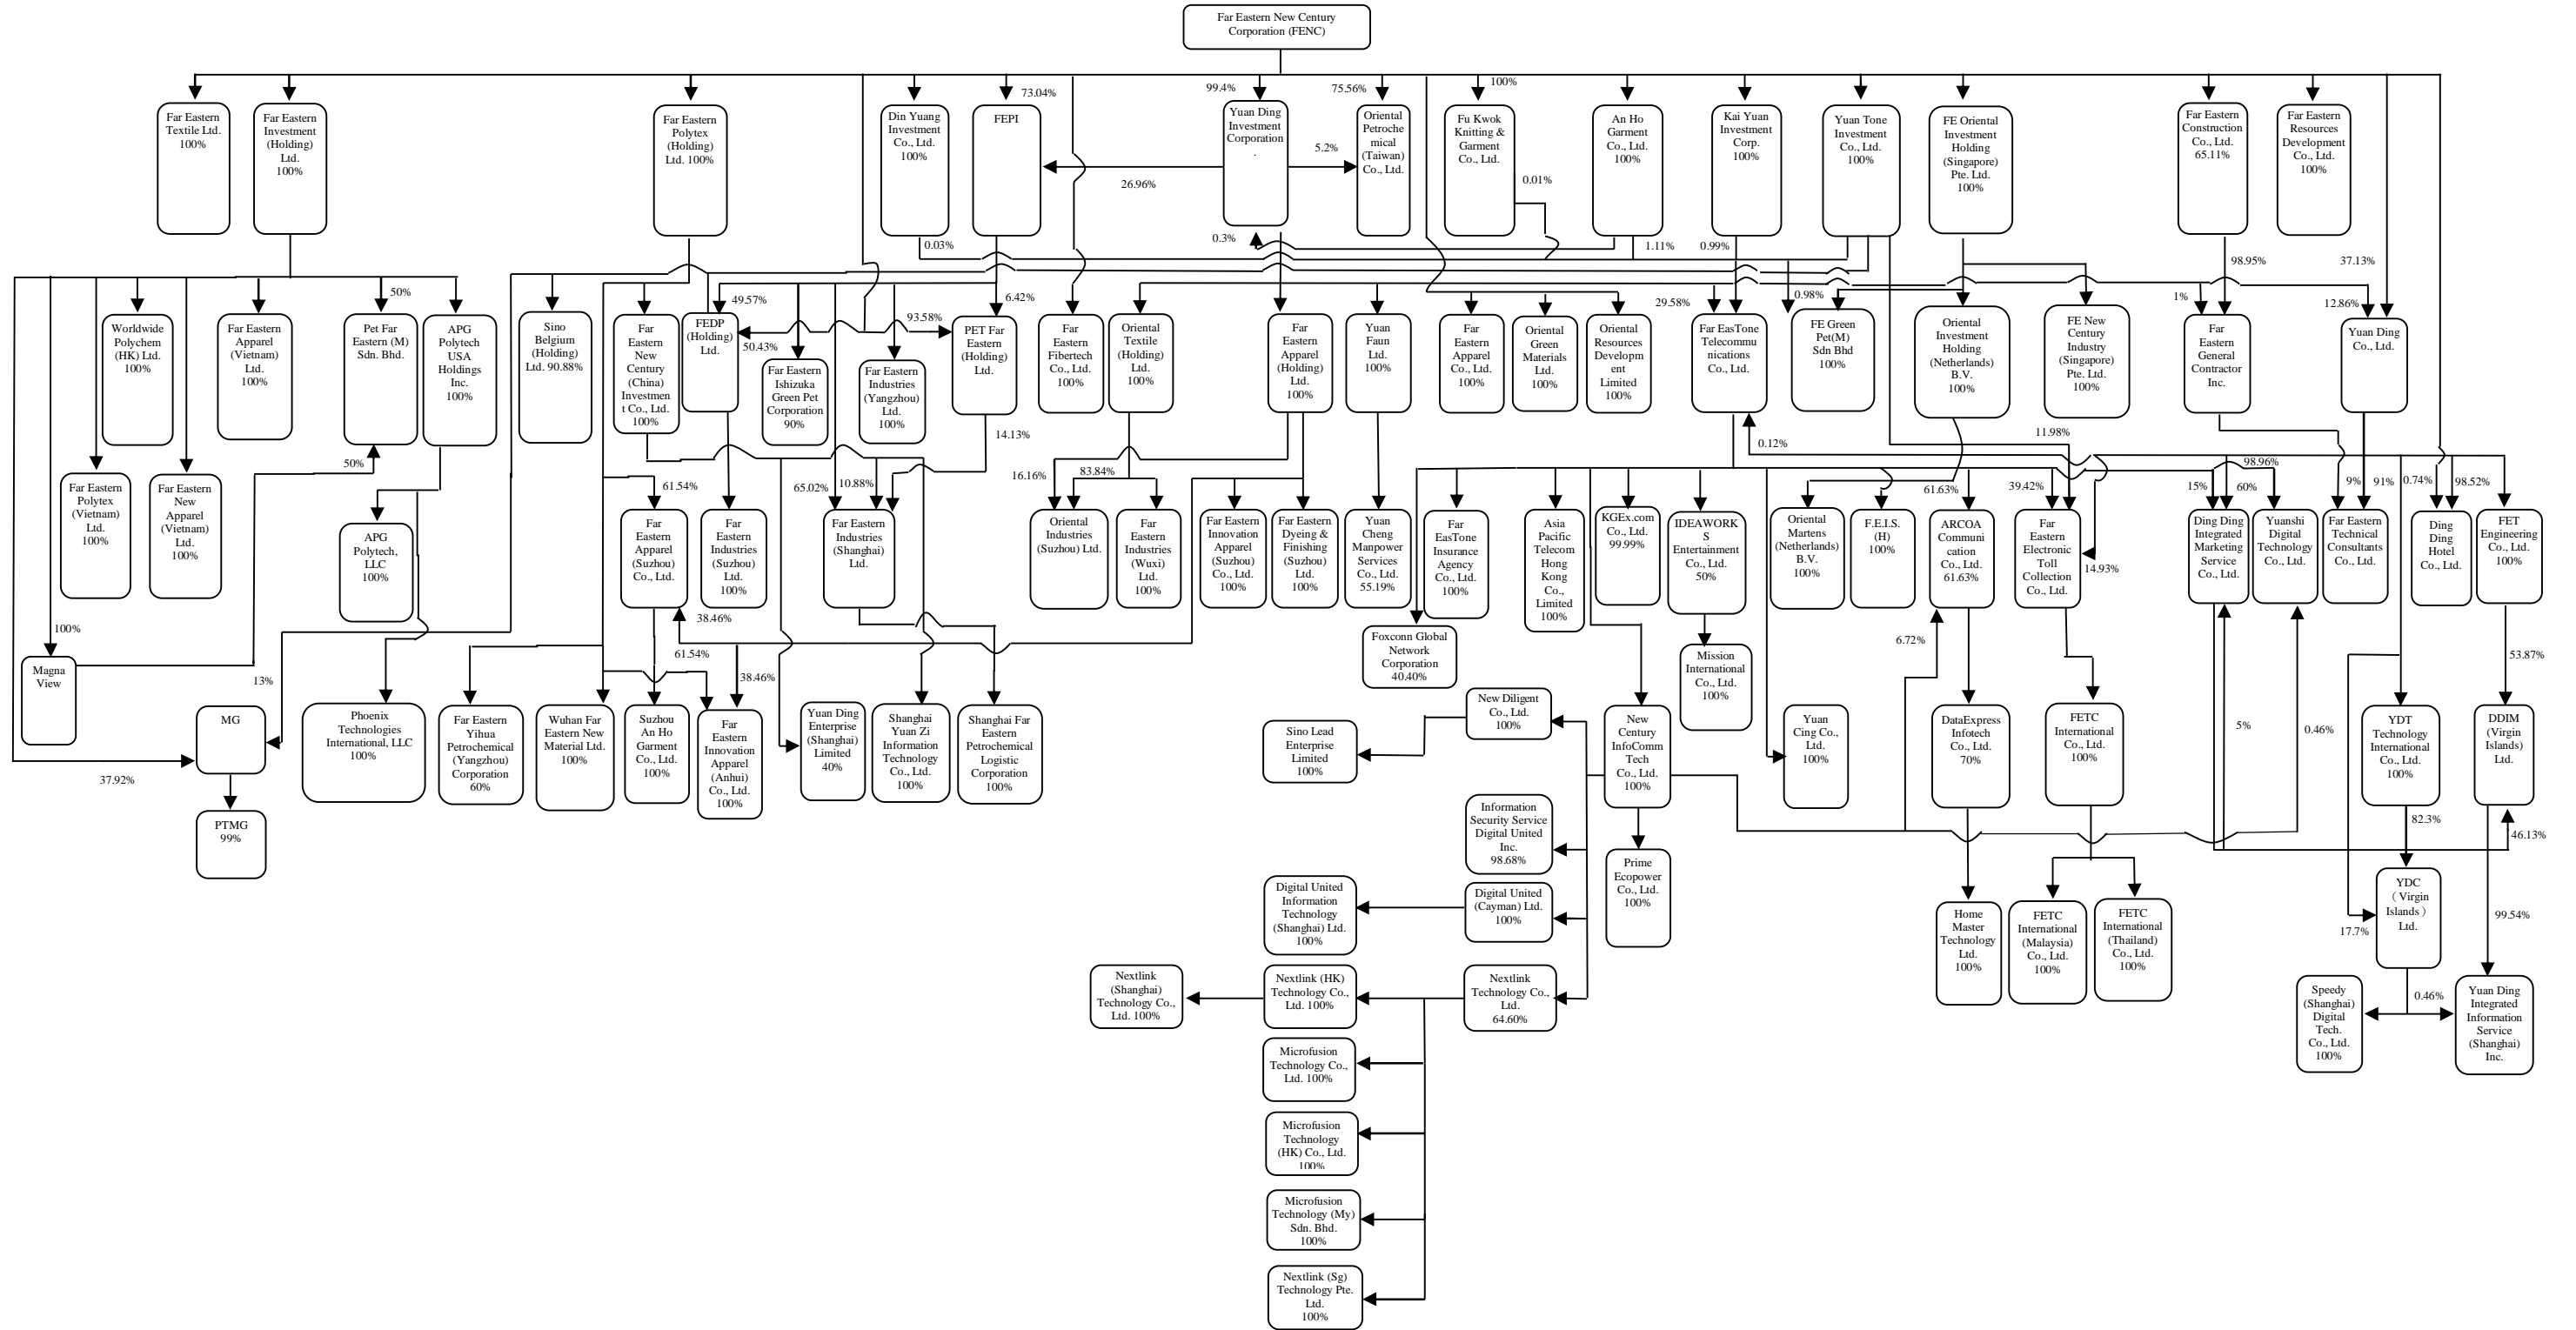 Far Eastern New Century
Corporation (FENC)
Far Eastern
Textile Ltd.
100%
Far Eastern
Investment
(Holding)
Ltd.
100%
Far Eastern
Polytex
(Holding)
Ltd. 100%
Din Yuang
Investment
Co., Ltd.
100%
73.04%
FEPI
99.4%
Yuan Ding
Investment
Corporation
.
75.56%
Oriental
Petroche
mical
(Taiwan)
Co., Ltd.
100%
Fu Kwok
Knitting &
Garment
Co., Ltd.
An Ho
Garment
Co., Ltd.
100%
Kai Yuan
Investment
Corp.
100%
Yuan Tone
Investment
Co., Ltd.
100%
FE Oriental
Investment
Holding
(Singapore)
Pte. Ltd.
100%
Far Eastern
Construction
Co., Ltd.
65.11%
Far Eastern
Resources
Development
Co., Ltd.
100%
26.96%
5.2%
0.01%
0.03%
0.3%
1.11%
0.99%
98.95%
37.13%
50%
49.57%
6.42%
93.58%
50.43%
29.58%
0.98%
1%
12.86%
Worldwide
Polychem
(HK) Ltd.
100%
Far Eastern
Apparel
(Vietnam)
Ltd.
100%
Pet Far
Eastern (M)
Sdn. Bhd.
APG
Polytech
USA
Holdings
Inc.
100%
Sino
Belgium
(Holding)
Ltd. 90.88%
Far
Eastern
New
Century
(China)
Investmen
t Co., Ltd.
100%
FEDP
(Holding)
Ltd.
Far Eastern
Ishizuka
Green Pet
Corporation
90%
Far Eastern
Industries
(Yangzhou)
Ltd.
100%
PET Far
Eastern
(Holding)
Ltd.
Far
Eastern
Fibertech
Co., Ltd.
100%
Oriental
Textile
(Holding)
Ltd.
100%
Far
Eastern
Apparel
(Holding)
Ltd.
100%
Yuan
Faun
Ltd.
100%
Far
Eastern
Apparel
Co., Ltd.
100%
Oriental
Green
Materials
Ltd.
100%
Oriental
Resources
Developm
ent
Limited
100%
Far EasTone
Telecommu
nications
Co., Ltd.
FE Green
Pet(M)
Sdn Bhd
100%
Oriental
Investment
Holding
(Netherlands)
B.V.
100%
FE New
Century
Industry
(Singapore)
Pte. Ltd.
100%
Far
Eastern
General
Contractor
Inc.
Yuan Ding
Co., Ltd.
50%
14.13%
0.12%
11.98%
61.54%
65.02%
10.88%
16.16%
83.84%
61.63%
39.42%
15%
98.96%
60%
9%
91%
0.74%
98.52%
Far Eastern
Polytex
(Vietnam)
Ltd.
100%
Far Eastern
New
Apparel
(Vietnam)
Ltd.
100%
APG
Polytech,
LLC
100%
Far
Eastern
Apparel
(Suzhou)
Co., Ltd.
Far
Eastern
Industries
(Suzhou)
Ltd.
100%
Far Eastern
Industries
(Shanghai)
Ltd.
Oriental
Industries
(Suzhou) Ltd.
Far
Eastern
Industries
(Wuxi)
Ltd.
100%
Far Eastern
Innovation
Apparel
(Suzhou)
Co., Ltd.
100%
Far Eastern
Dyeing &
Finishing
(Suzhou)
Ltd.
100%
Yuan
Cheng
Manpower
Services
Co., Ltd.
55.19%
Far
EasTone
Insurance
Agency
Co., Ltd.
100%
Asia
Pacific
Telecom
Hong
Kong
Co.,
Limited
100%
KGEx.com
Co., Ltd.
99.99%
IDEAWORK
S
Entertainment
Co., Ltd.
50%
Oriental
Martens
(Netherlands)
B.V.
100%
F.E.I.S.
(H)
100%
ARCOA
Communi
cation
Co., Ltd.
61.63%
Far
Eastern
Electronic
Toll
Collection
Co., Ltd.
14.93%
Ding Ding
Integrated
Marketing
Service
Co., Ltd.
Yuanshi
Digital
Technology
Co., Ltd.
Far Eastern
Technical
Consultants
Co., Ltd.
Ding
Ding
Hotel
Co., Ltd.
FET
Engineering
Co., Ltd.
100%
100%
38.46%
61.54%
38.46%
13%
37.92%
6.72%
5%
0.46%
53.87%
Foxconn Global
Network
Corporation
40.40%
Mission
International
Co., Ltd.
100%
Magna
View
MG
PTMG
99%
Phoenix
Technologies
International, LLC
100%
Far Eastern
Yihua
Petrochemical
(Yangzhou)
Corporation
60%
Wuhan Far
Eastern New
Material Ltd.
100%
Suzhou
An Ho
Garment
Co., Ltd.
100%
Far
Eastern
Innovation
Apparel
(Anhui)
Co., Ltd.
100%
Yuan Ding
Enterprise
(Shanghai)
Limited
40%
Shanghai
Yuan Zi
Information
Technology
Co., Ltd.
100%
Shanghai Far
Eastern
Petrochemical
Logistic
Corporation
100%
Sino Lead
Enterprise
Limited
100%
New Diligent
Co., Ltd.
100%
New
Century
InfoComm
Tech
Co., Ltd.
100%
Yuan
Cing Co.,
Ltd.
100%
DataExpress
Infotech
Co., Ltd.
70%
FETC
International
Co., Ltd.
100%
YDT
Technology
International
Co., Ltd.
100%
DDIM
(Virgin
Islands)
Ltd.
Information
Security Service
Digital United
Inc.
98.68%
82.3%
46.13%
Prime
Ecopower
Co., Ltd.
100%
Digital United
Information
Technology
(Shanghai) Ltd.
100%
Digital United
(Cayman) Ltd.
100%
Home
Master
Technology
Ltd.
100%
FETC
International
(Malaysia)
Co., Ltd.
100%
FETC
International
(Thailand)
Co., Ltd.
100%
YDC
（Virgin
Islands）
Ltd.
17.7%
99.54%
Nextlink
(Shanghai)
Technology Co.,
Ltd. 100%
Nextlink (HK)
Technology Co.,
Ltd. 100%
Nextlink
Technology Co.,
Ltd.
64.60%
0.46%
Speedy
(Shanghai)
Digital
Tech.
Co., Ltd.
100%
Yuan Ding
Integrated
Information
Service
(Shanghai)
Inc.
Microfusion
Technology Co.,
Ltd. 100%
Microfusion
Technology
(HK) Co., Ltd.
100%
Microfusion
Technology (My)
Sdn. Bhd.
100%
Nextlink (Sg)
Technology Pte.
Ltd.
100%